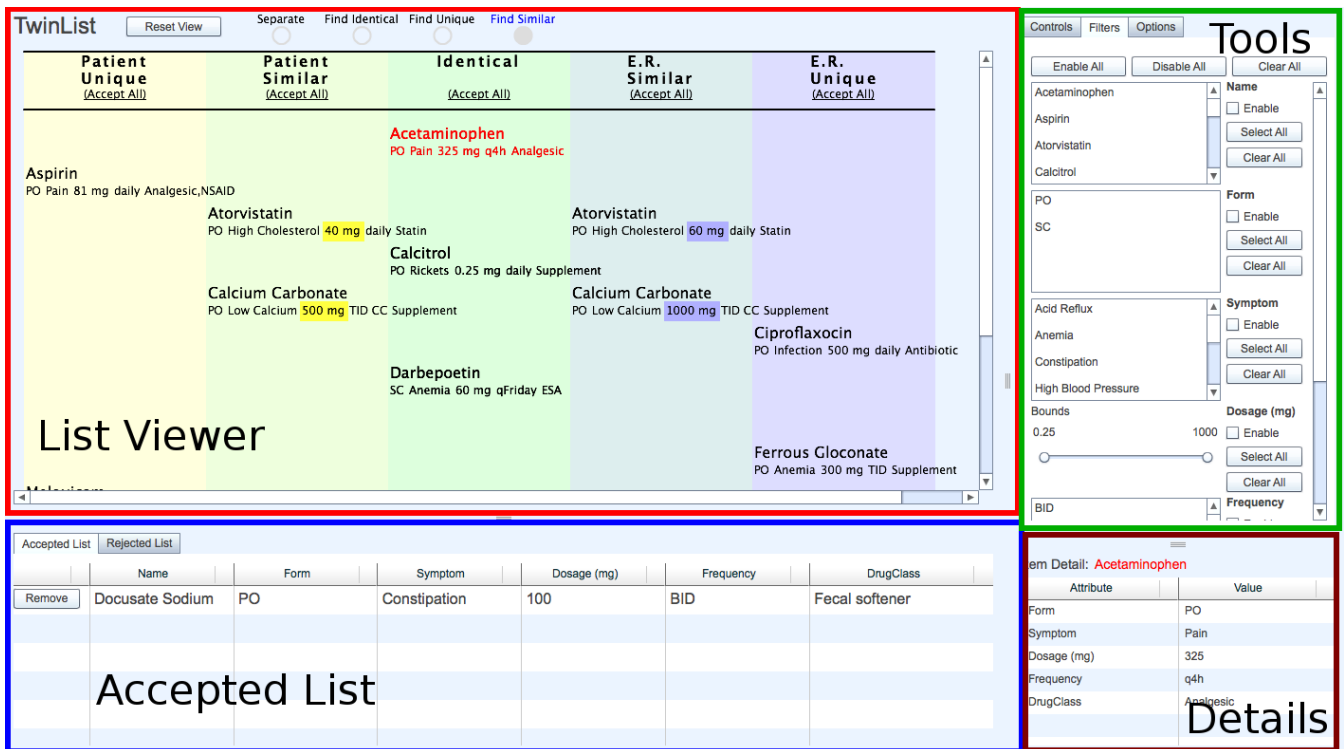 TwinList
Reset View
Separate Find Identical Find Unique Find Similar
Patient Unique (Accept All)
Patient Similar (Accept All)
Identical (Accept All)
E.R. Similar (Accept All)
E.R. Unique (Accept All)
Acetaminophen
PO Pain 325 mg q4h Analgesic
Aspirin
PO Pain 81 mg daily Analgesic,NSAID
Atorvistatin
PO High Cholesterol 40 mg daily Statin
Atorvistatin
PO High Cholesterol 60 mg daily Statin
Calcitrol
PO Rickets 0.25 mg daily Supplement
Calcium Carbonate
PO Low Calcium 500 mg TID CC Supplement
Calcium Carbonate
PO Low Calcium 1000 mg TID CC Supplement
Ciproflaxocin
PO Infection 500 mg daily Antibiotic
Darbepoetin
SC Anemia 60 mg qFriday ESA
List Viewer
Ferrous Gloconate
PO Anemia 300 mg TID Supplement
Controls Filters Options
Tools
Enable All Disable All Clear All
Acetaminophen
Aspirin
Atorvistatin
Calcitrol
Name
Enable
Select All
Clear All
PO
SC
Form
Enable
Select All
Clear All
Acid Reflux
Anemia
Constipation
High Blood Pressure
Symptom
Enable
Select All
Clear All
Bounds
0.25 1000
Dosage (mg)
Enable
Select All
Clear All
BID
Frequency
Accepted List Rejected List
Name Form Symptom Dosage (mg) Frequency DrugClass
Remove Docusate Sodium PO Constipation 100 BID Fecal softener
Accepted List
em Detail: Acetaminophen
Attribute Value
Form PO
Symptom Pain
Dosage (mg) 325
Frequency q4h
DrugClass Analgesic
Details